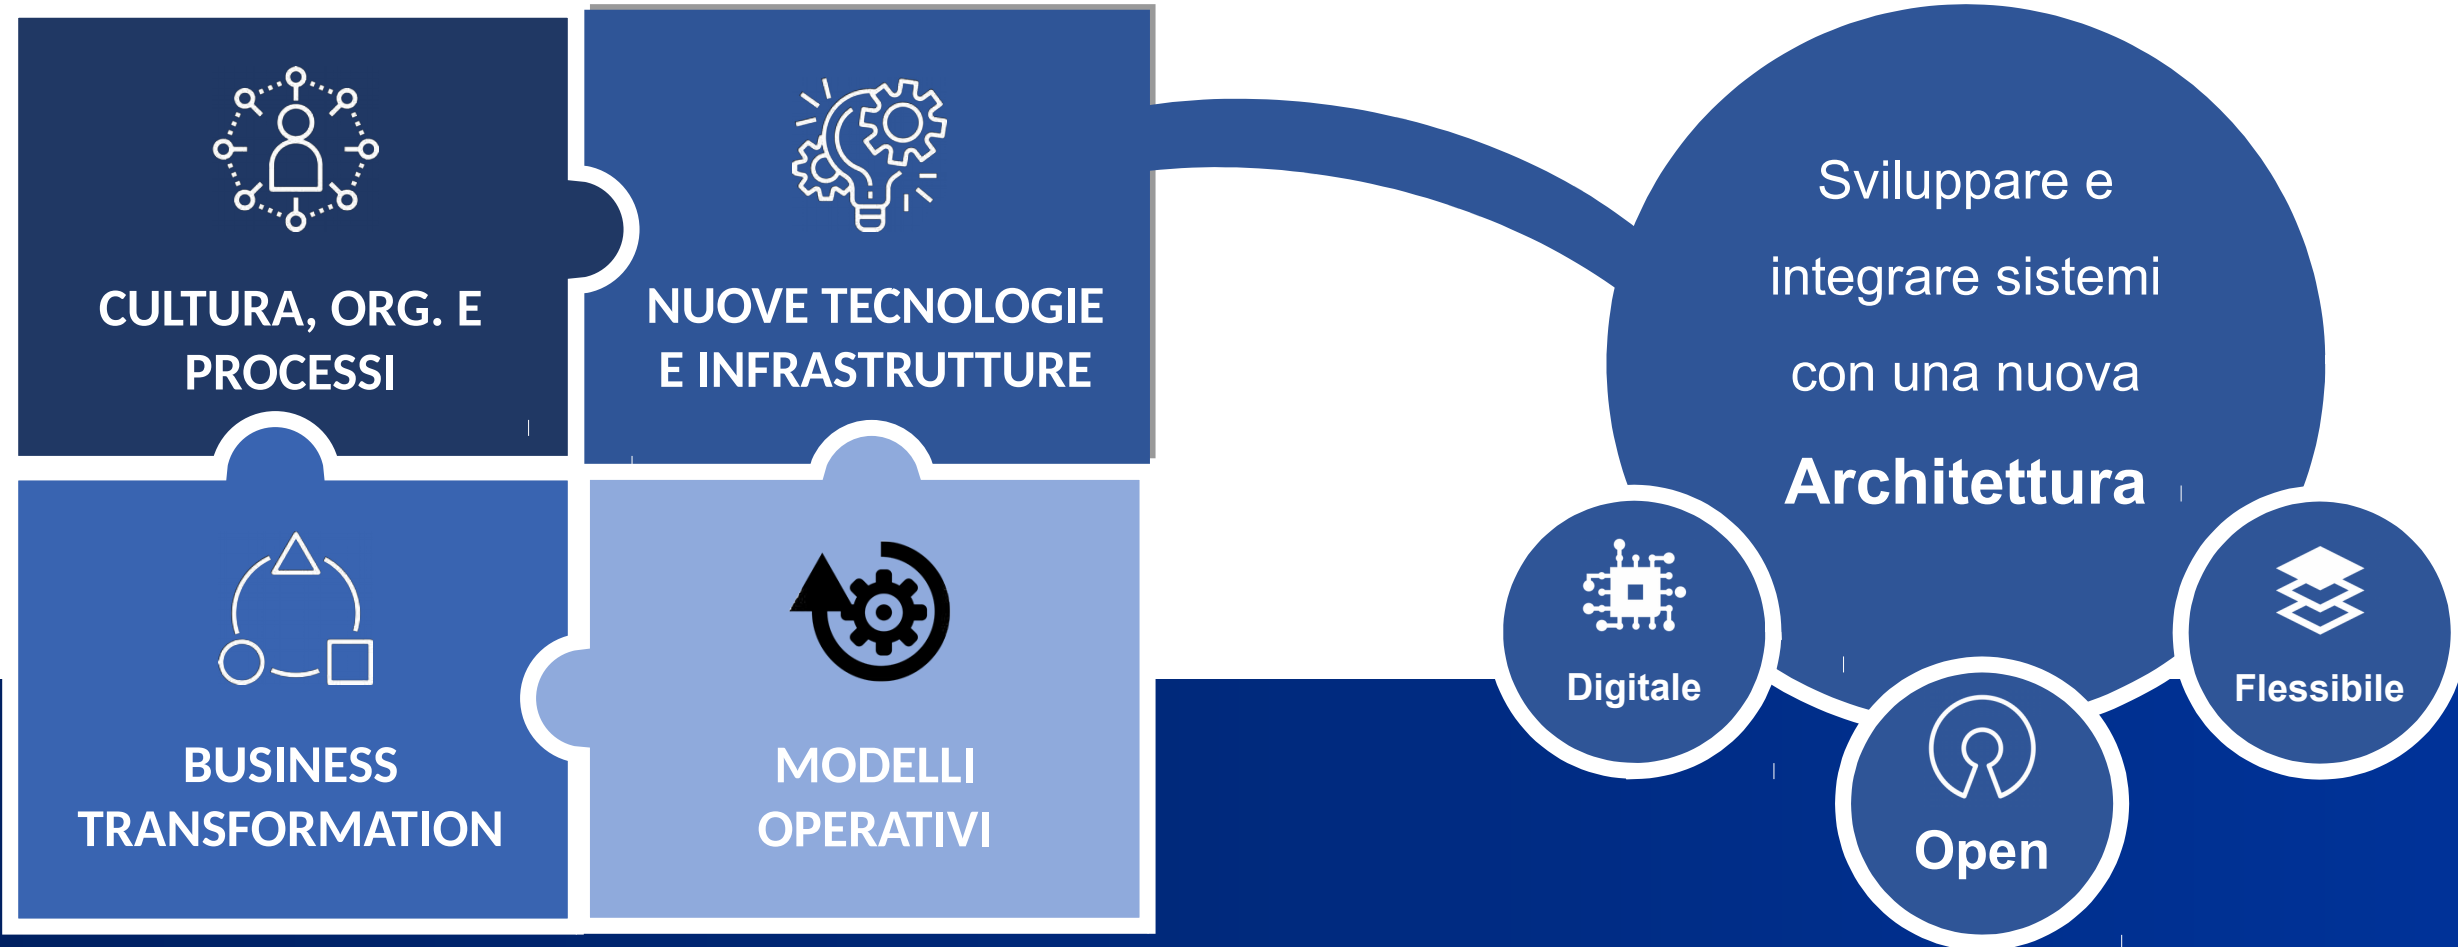 CULTURA, ORG. E
PROCESSI
NUOVE TECNOLOGIE
E INFRASTRUTTURE
BUSINESS
TRANSFORMATION
MODELLI
OPERATIVI
Sviluppare e
integrare sistemi
con una nuova
Architettura
Digitale
Open
Flessibile